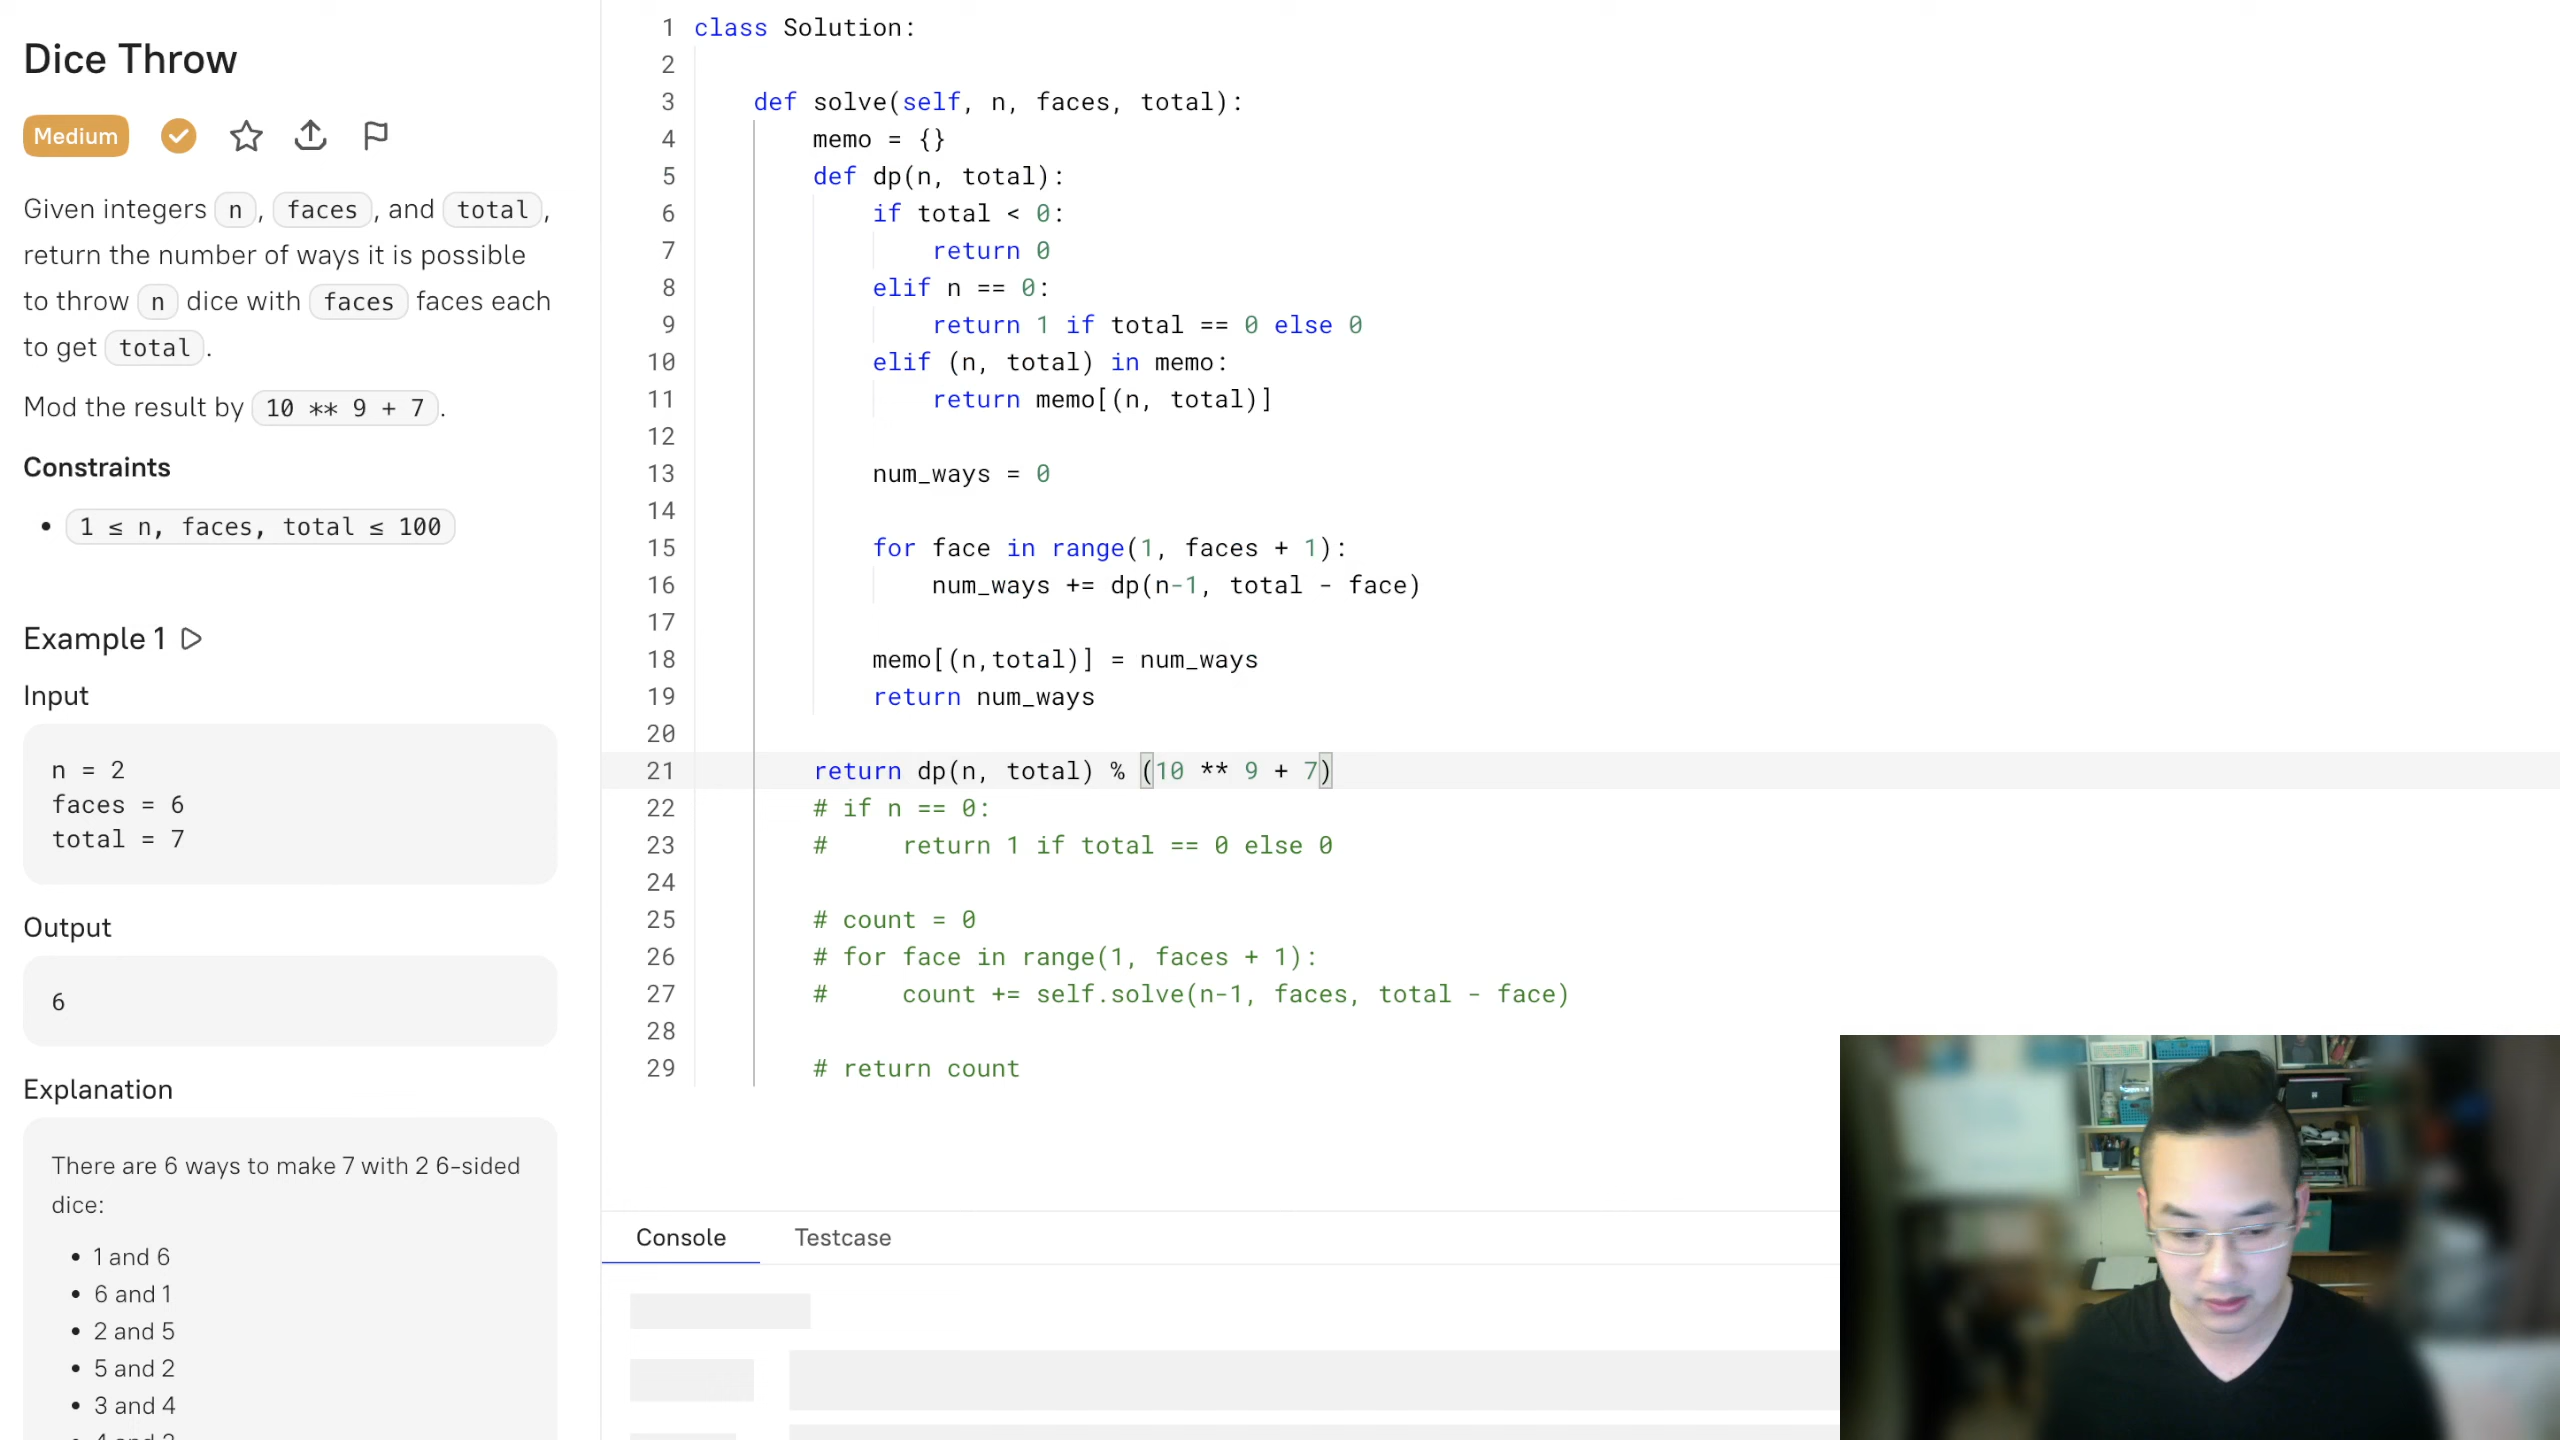 Dice Throw
Medium
Given integers n , faces , and total ,
return the number of ways it is possible
to throw n dice with faces faces each
to get total .
Mod the result by 10 ** 9 + 7 .
Constraints
• 1 ≤ n, faces, total ≤ 100
Example 1
Input
n = 2
faces = 6
total = 7
Output
6
Explanation
There are 6 ways to make 7 with 2 6-sided
dice:
• 1 and 6
• 6 and 1
• 2 and 5
• 5 and 2
• 3 and 4
1 class Solution:
2
3 def solve(self, n, faces, total):
4 memo = {}
5 def dp(n, total):
6 if total < 0:
7 return 0
8 elif n == 0:
9 return 1 if total == 0 else 0
10 elif (n, total) in memo:
11 return memo[(n, total)]
12
13 num_ways = 0
14
15 for face in range(1, faces + 1):
16 num_ways += dp(n-1, total - face)
17
18 memo[(n,total)] = num_ways
19 return num_ways
20
21 return dp(n, total) % (10 ** 9 + 7)
22 # if n == 0:
23 # return 1 if total == 0 else 0
24
25 # count = 0
26 # for face in range(1, faces + 1):
27 # count += self.solve(n-1, faces, total - face)
28
29 # return count
Console Testcase